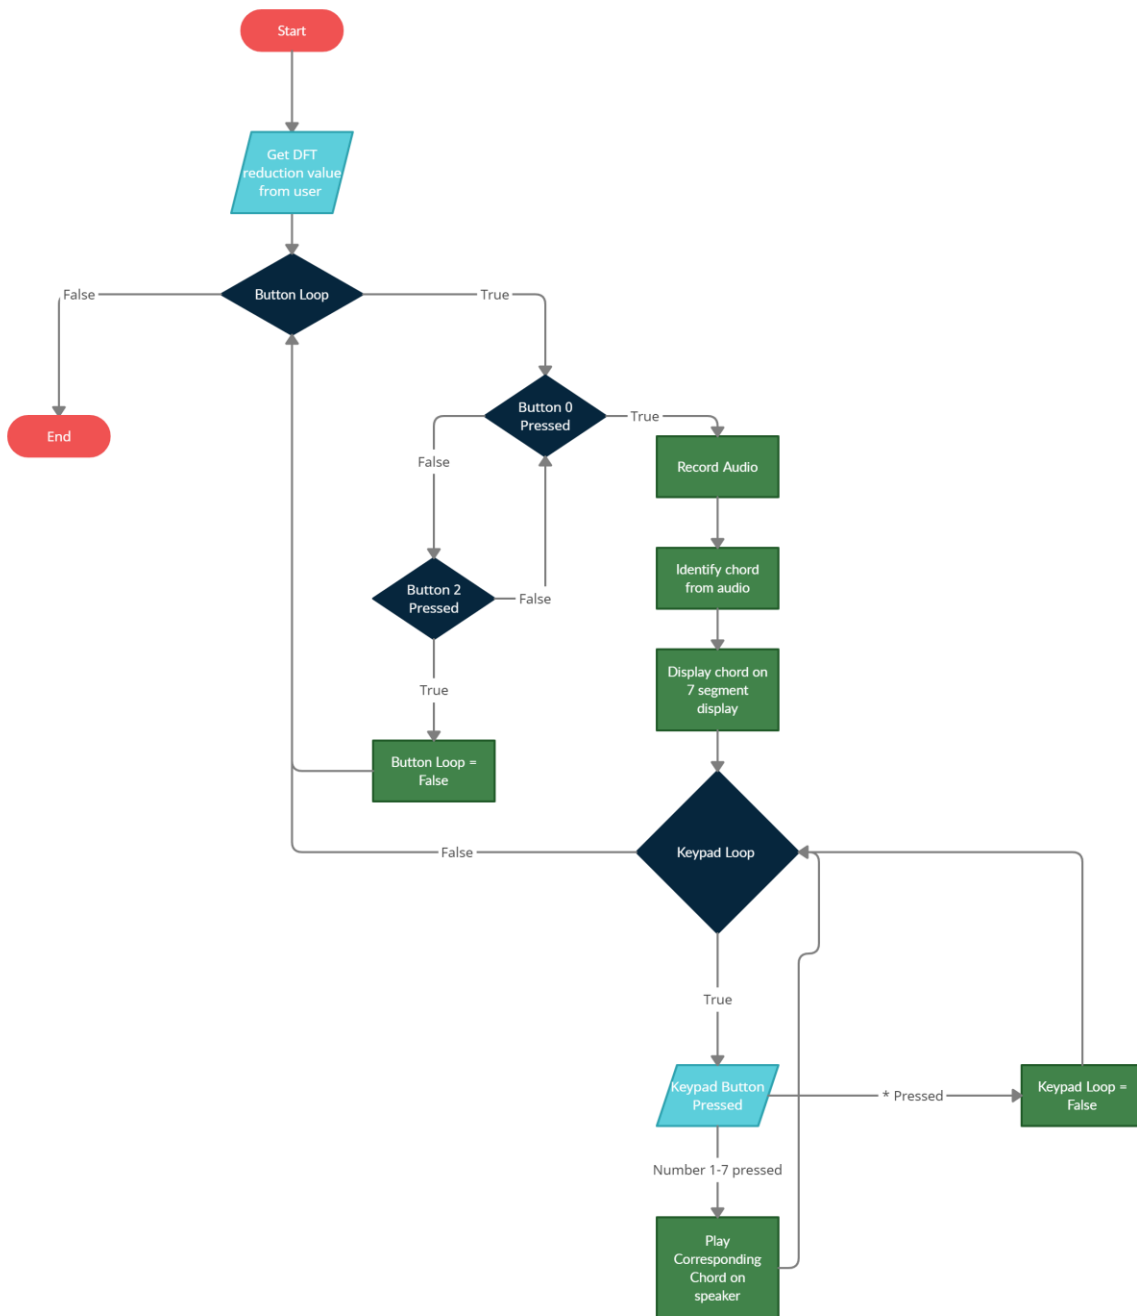 Start
Get DFT
reduction value
from user
Button Loop
False
True
End
Button 0
Pressed
True
False
Record Audio
Identify chord
from audio
Button 2
Pressed
False
Display chord on
7 segment
display
True
Button Loop =
False
False
Keypad Loop
True
Keypad Button
Pressed
* Pressed
Keypad Loop =
False
Number 1-7 pressed
Play
Corresponding
Chord on
speaker